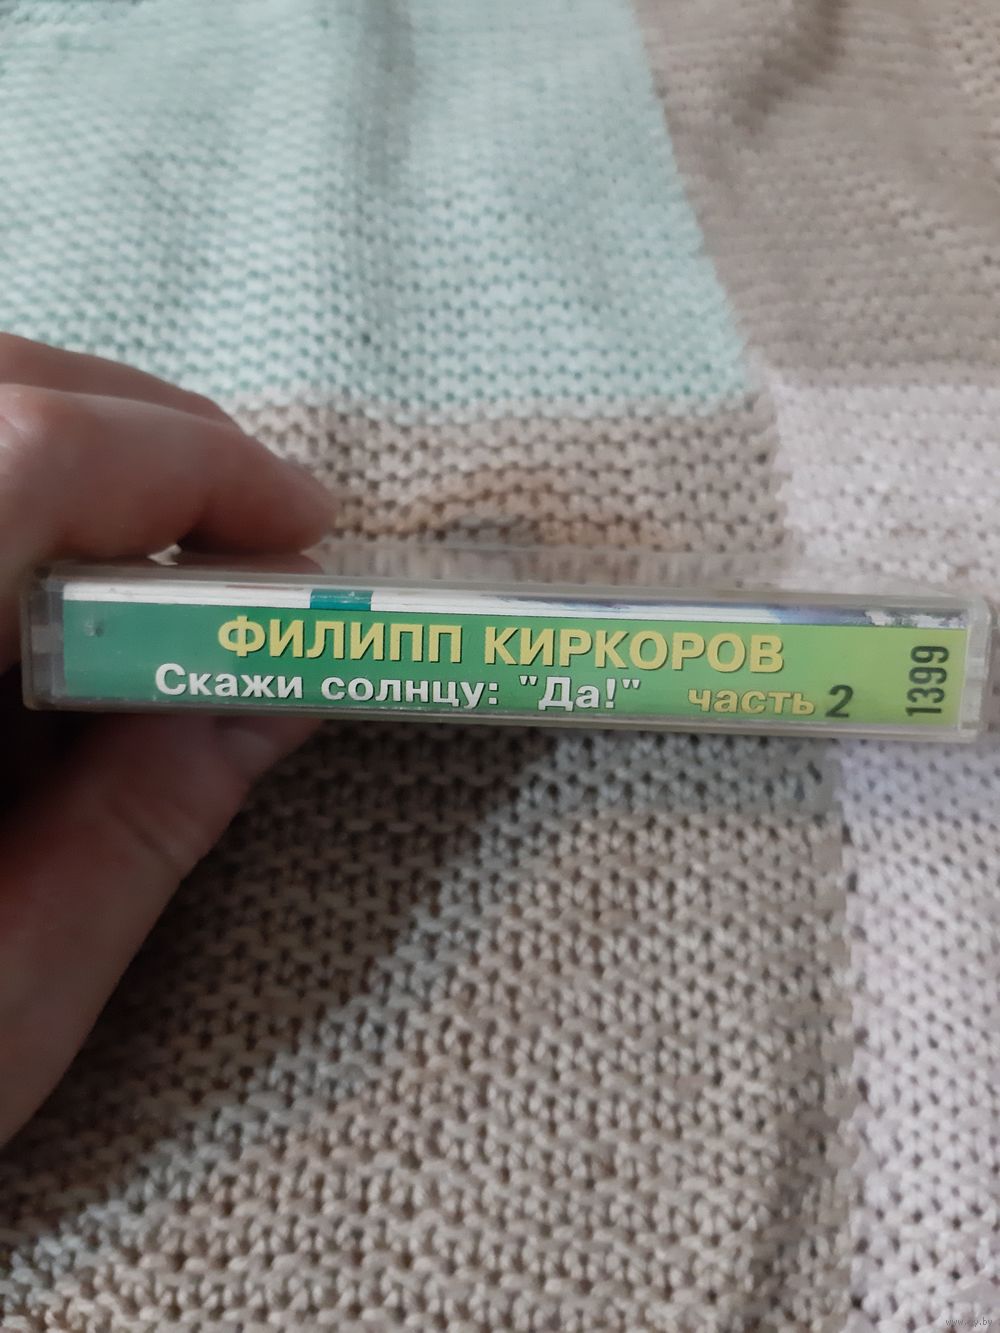 ФИЛИПП КИРКОРОВ
Скажи солнцу: "Да!" часть 2
1399